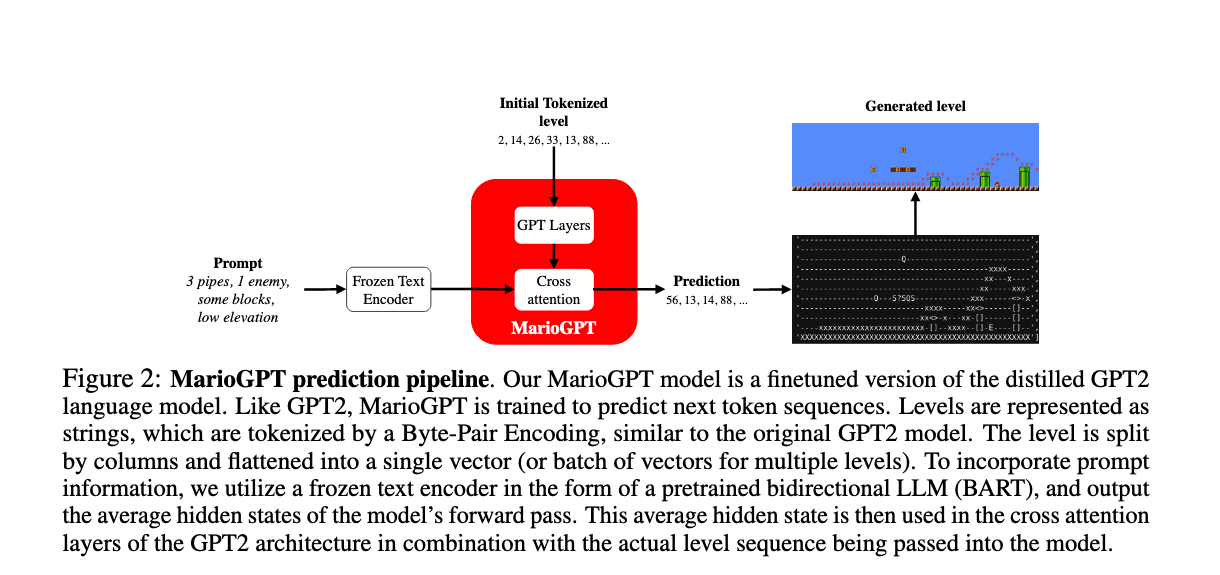 Initial Tokenized
level
2, 14, 26, 33, 13, 88, ...
Generated level
GPT Layers
Prompt
3 pipes, 1 enemy,
some blocks,
low elevation
Frozen Text
Encoder
Cross
attention
MarioGPT
Prediction
56, 13, 14, 88, ...
Figure 2: MarioGPT prediction pipeline. Our MarioGPT model is a finetuned version of the distilled GPT2
language model. Like GPT2, MarioGPT is trained to predict next token sequences. Levels are represented as
strings, which are tokenized by a Byte-Pair Encoding, similar to the original GPT2 model. The level is split
by columns and flattened into a single vector (or batch of vectors for multiple levels). To incorporate prompt
information, we utilize a frozen text encoder in the form of a pretrained bidirectional LLM (BART), and output
the average hidden states of the model's forward pass. This average hidden state is then used in the cross attention
layers of the GPT2 architecture in combination with the actual level sequence being passed into the model.